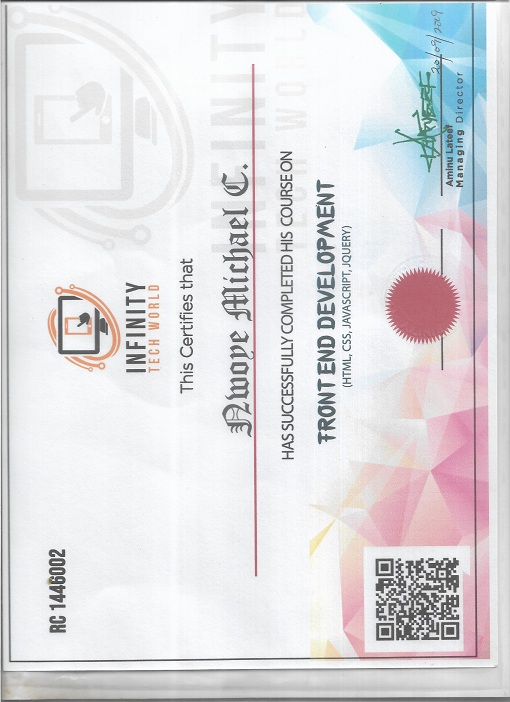 RC 1446002
INFINITY
TECH WORLD
This Certifies that
Nwoye Michael C.
HAS SUCCESSFULLY COMPLETED HIS COURSE ON
FRONT END DEVELOPMENT
(HTML, CSS, JAVASCRIPT, JQUERY)
20/09/2019
Aminu Lateef
Managing Director
INFINITY
TECH WORLD